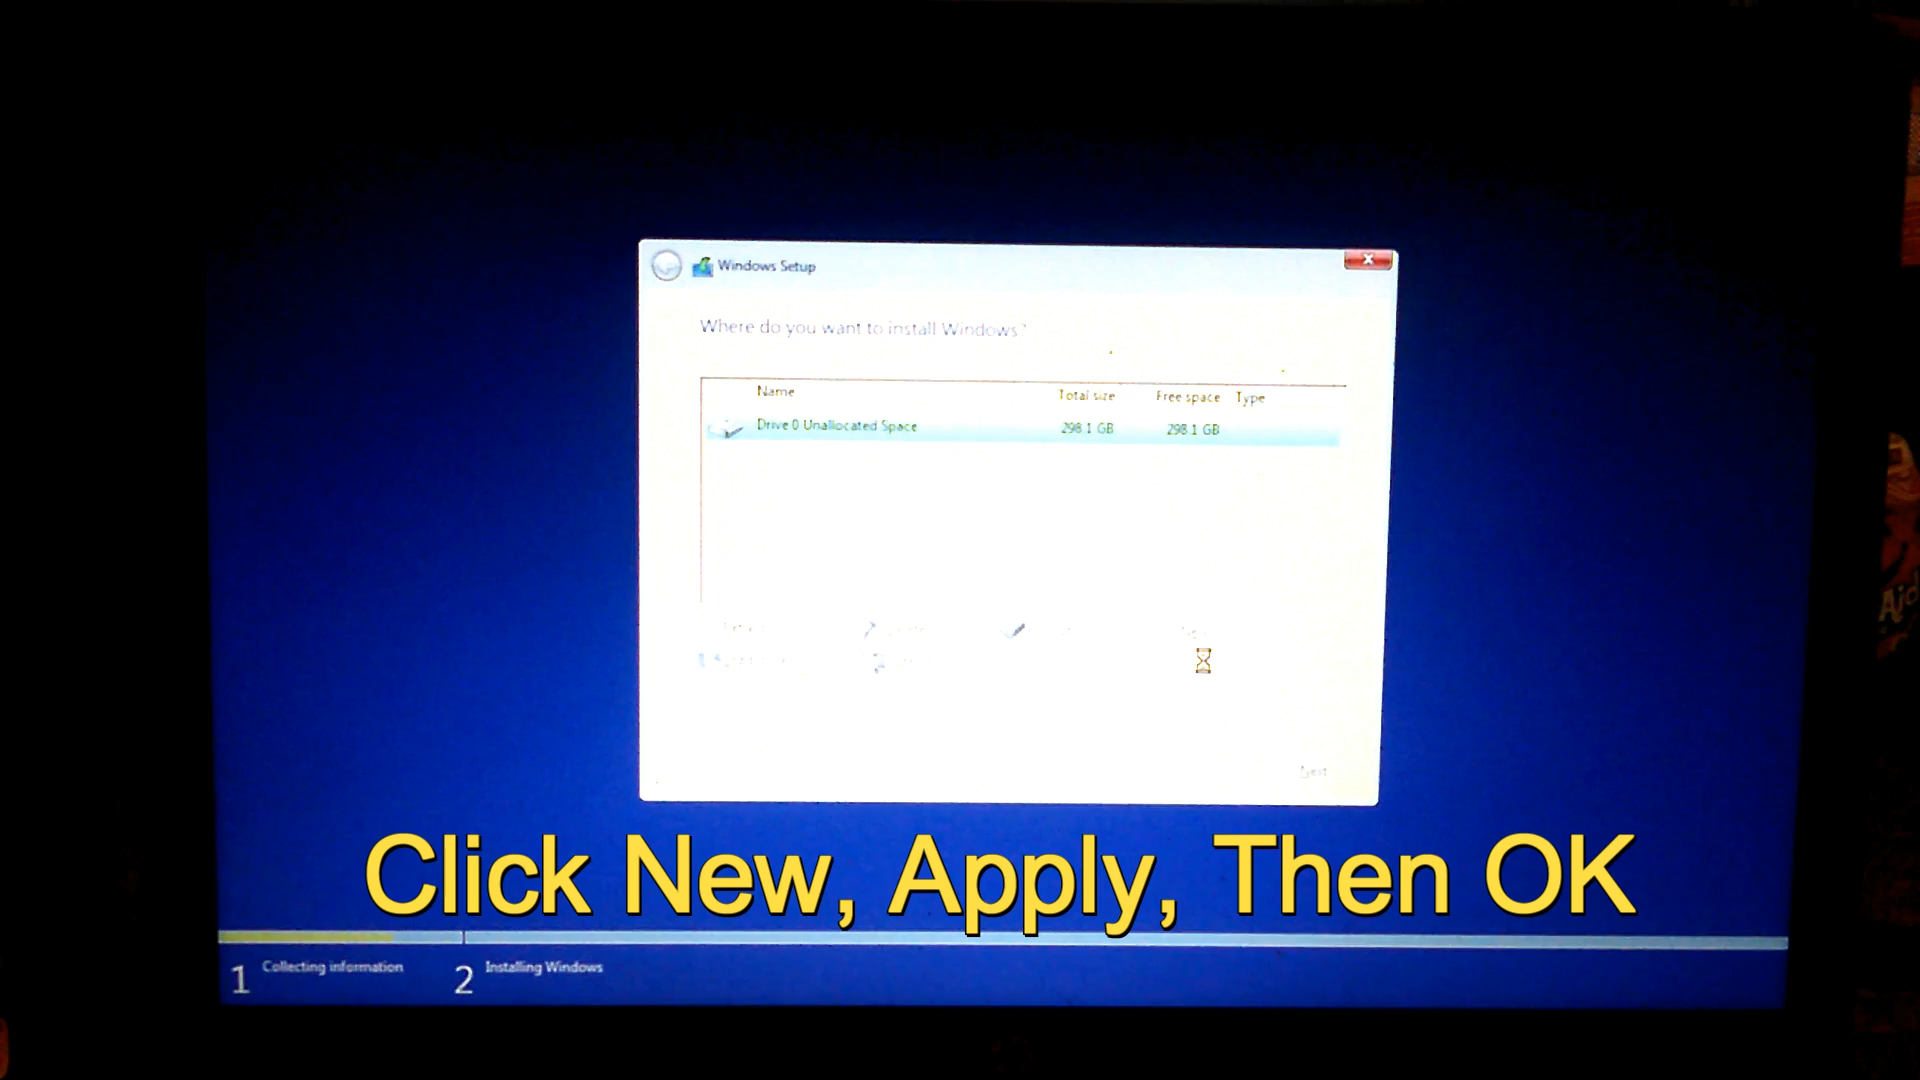 Windows Setup
Where do you want to install Windows?
Name Total size Free space Type
Drive 0 Unallocated Space 298.1 GB 298.1 GB
Next
Click New, Apply, Then OK
1 Collecting information 2 Installing Windows